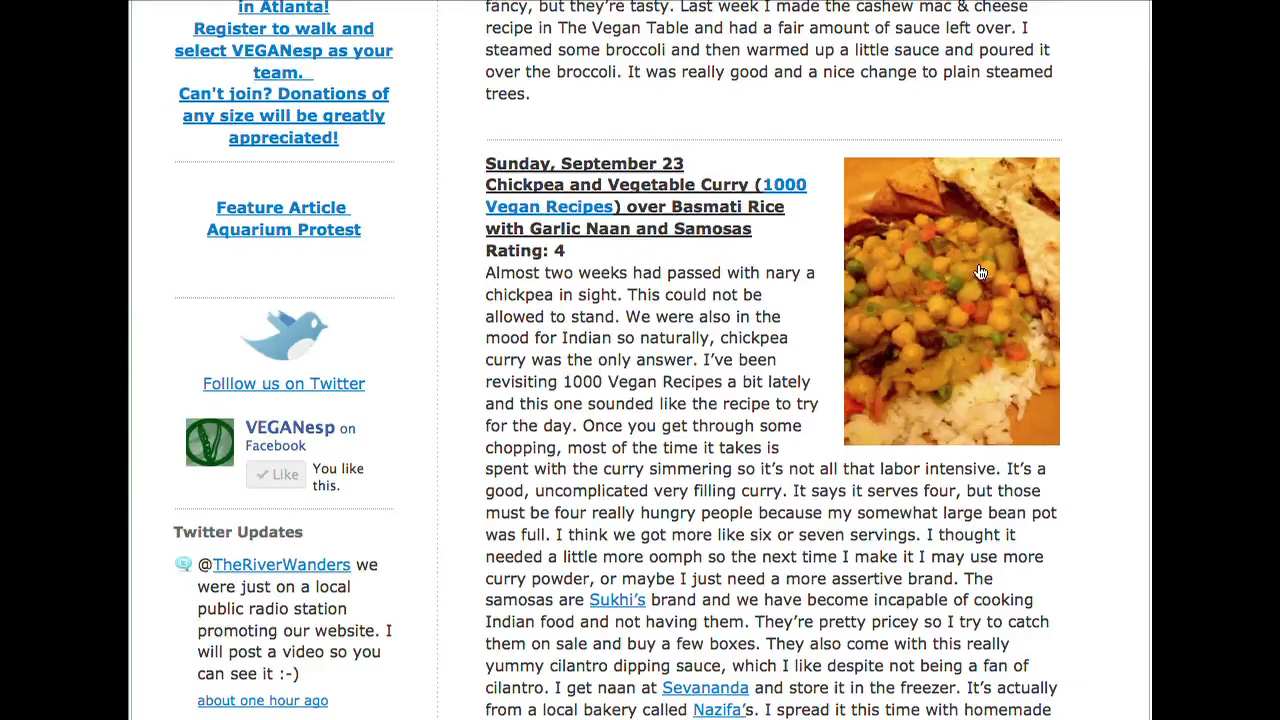 in Atlanta!
Register to walk and
select VEGANesp as your
team.
Can't join? Donations of
any size will be greatly
appreciated!
Feature Article
Aquarium Protest
Folllow us on Twitter
VEGANesp on
Facebook
Like
You like
this.
Twitter Updates
@TheRiverWanders we
were just on a local
public radio station
promoting our website. I
will post a video so you
can see it :-)
about one hour ago
fancy, but they're tasty. Last week I made the cashew mac & cheese
recipe in The Vegan Table and had a fair amount of sauce left over. I
steamed some broccoli and then warmed up a little sauce and poured it
over the broccoli. It was really good and a nice change to plain steamed
trees.
Sunday, September 23
Chickpea and Vegetable Curry (1000
Vegan Recipes) over Basmati Rice
with Garlic Naan and Samosas
Rating: 4
Almost two weeks had passed with nary a
chickpea in sight. This could not be
allowed to stand. We were also in the
mood for Indian so naturally, chickpea
curry was the only answer. I've been
revisiting 1000 Vegan Recipes a bit lately
and this one sounded like the recipe to try
for the day. Once you get through some
chopping, most of the time it takes is
spent with the curry simmering so it's not all that labor intensive. It's a
good, uncomplicated very filling curry. It says it serves four, but those
must be four really hungry people because my somewhat large bean pot
was full. I think we got more like six or seven servings. I thought it
needed a little more oomph so the next time I make it I may use more
curry powder, or maybe I just need a more assertive brand. The
samosas are Sukhi's brand and we have become incapable of cooking
Indian food and not having them. They're pretty pricey so I try to catch
them on sale and buy a few boxes. They also come with this really
yummy cilantro dipping sauce, which I like despite not being a fan of
cilantro. I get naan at Sevananda and store it in the freezer. It's actually
from a local bakery called Nazifa's. I spread it this time with homemade